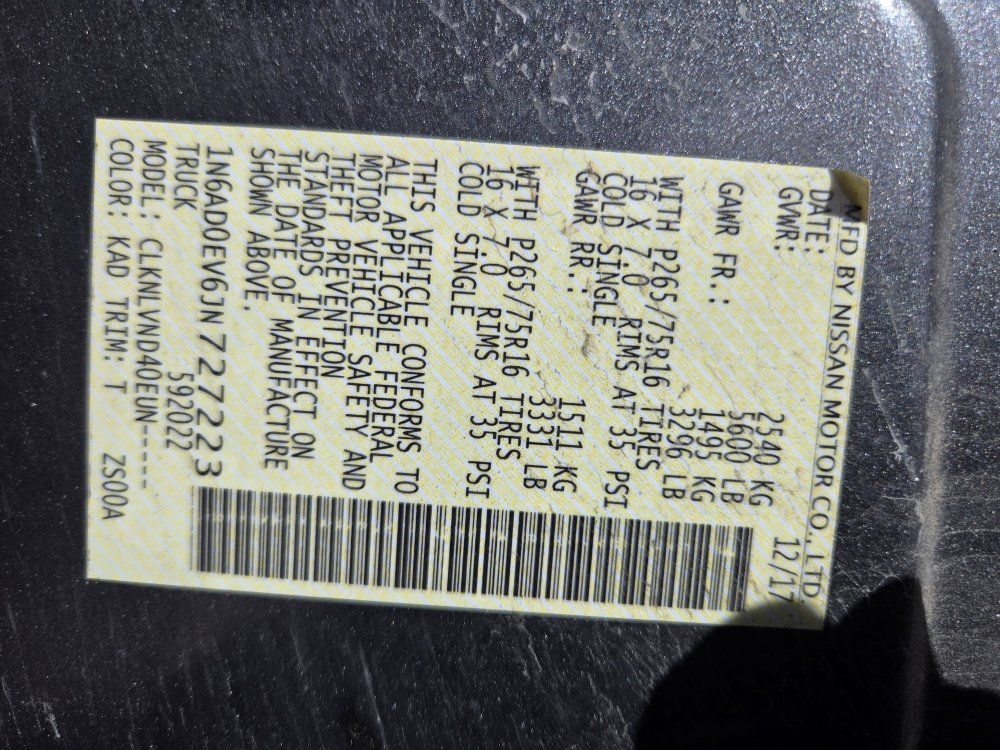 MFD BY NISSAN MOTOR CO., LTD.
DATE: 12/17
GVWR: 2540 KG
5600 LB
GAWR FR.: 1495 KG
3296 LB
WITH P265/75R16 TIRES
16 X 7.0 RIMS AT 35 PSI
COLD SINGLE
GAWR RR.: 1511 KG
3331 LB
WITH P265/75R16 TIRES
16 X 7.0 RIMS AT 35 PSI
COLD SINGLE
THIS VEHICLE CONFORMS TO
ALL APPLICABLE FEDERAL
MOTOR VEHICLE SAFETY AND
THEFT PREVENTION
STANDARDS IN EFFECT ON
THE DATE OF MANUFACTURE
SHOWN ABOVE.
1N6AD0EV6JN727223
TRUCK 592022
MODEL: CLKNLVND40EUN----
COLOR: KAD TRIM: T ZS00A